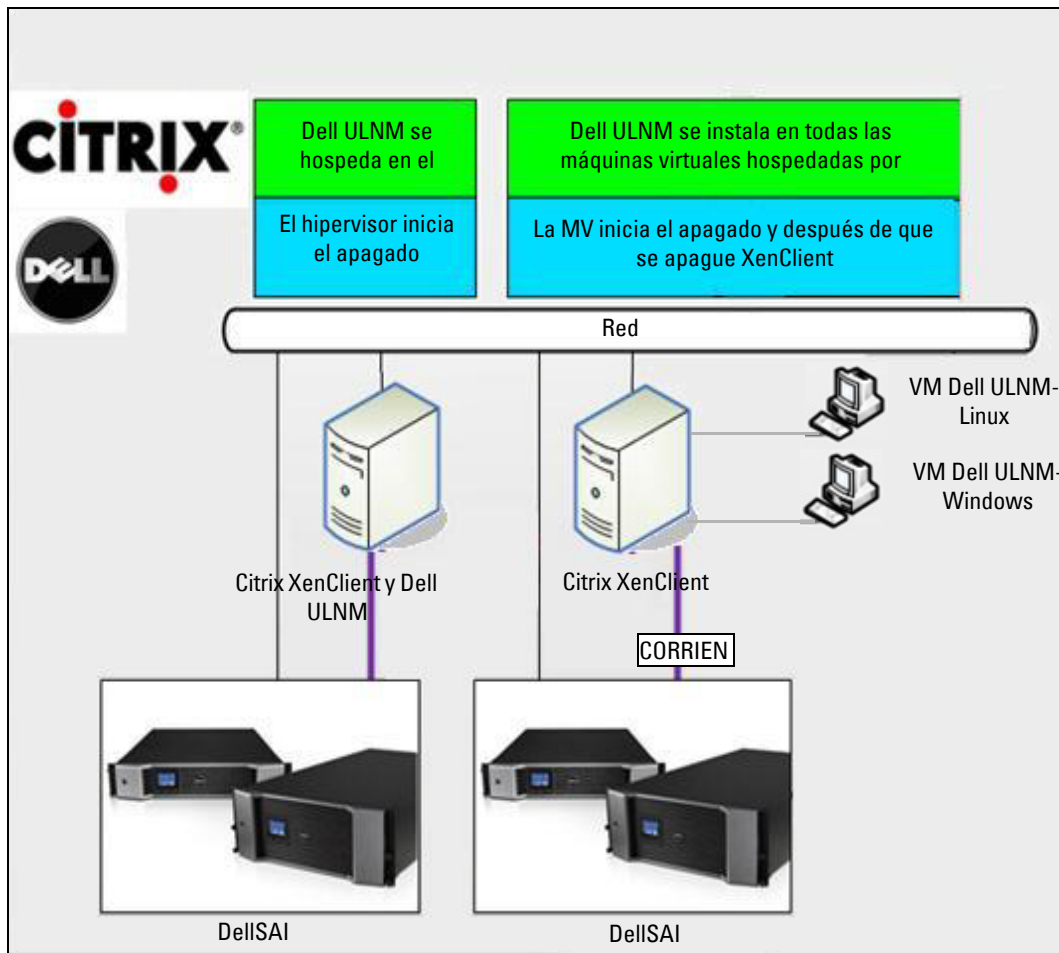 CİTRIX®
DELL
Dell ULNM se
hospeda en el
El hipervisor inicia
el apagado
Dell ULNM se instala en todas las
máquinas virtuales hospedadas por
La MV inicia el apagado y después de que
se apague XenClient
Red
VM Dell ULNM-
Linux
VM Dell ULNM-
Windows
Citrix XenClient y Dell
ULNM
Citrix XenClient
CORRIEN
DellSAI
DellSAI